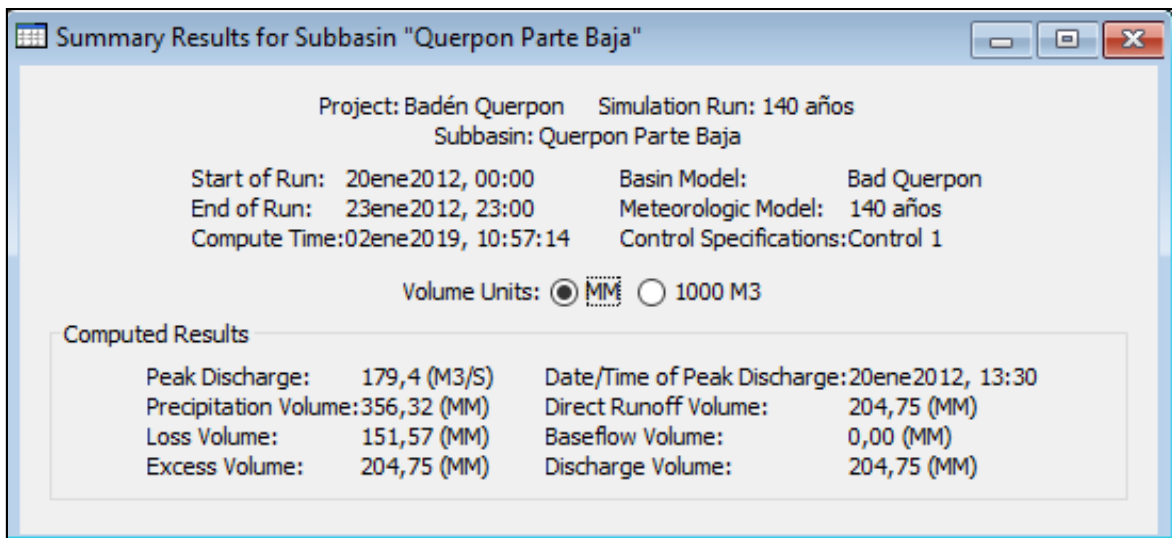 Summary Results for Subbasin "Querpon Parte Baja"
Project: Badén Querpon Simulation Run: 140 años
Subbasin: Querpon Parte Baja
Start of Run: 20ene2012, 00:00 Basin Model: Bad Querpon
End of Run: 23ene2012, 23:00 Meteorologic Model: 140 años
Compute Time:02ene2019, 10:57:14 Control Specifications:Control 1
Volume Units: MM 1000 M3
Computed Results
Peak Discharge: 179,4 (M3/S) Date/Time of Peak Discharge:20ene2012, 13:30
Precipitation Volume:356,32 (MM) Direct Runoff Volume: 204,75 (MM)
Loss Volume: 151,57 (MM) Baseflow Volume: 0,00 (MM)
Excess Volume: 204,75 (MM) Discharge Volume: 204,75 (MM)